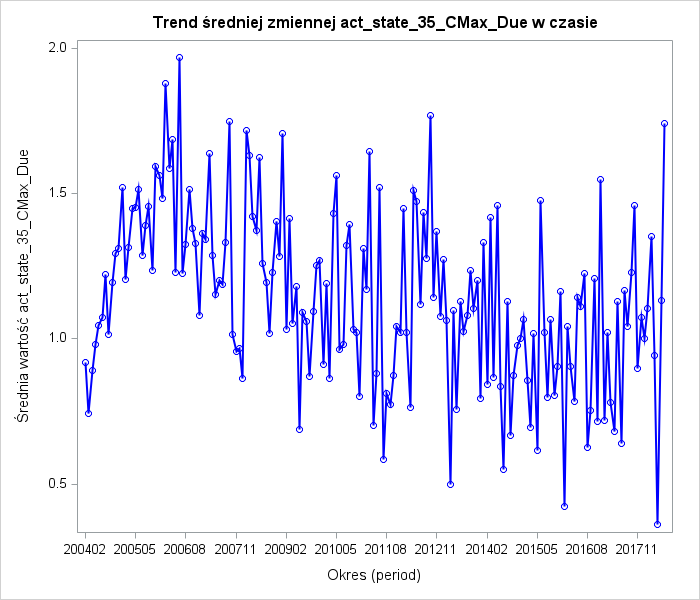 Trend średniej zmiennej act_state_35_CMax_Due w czasie
2.0
1.5
1.0
0.5
Średnia wartość act_state_35_CMax_Due
200402 200505 200608 200711 200902 201005 201108 201211 201402 201505 201608 201711
Okres (period)